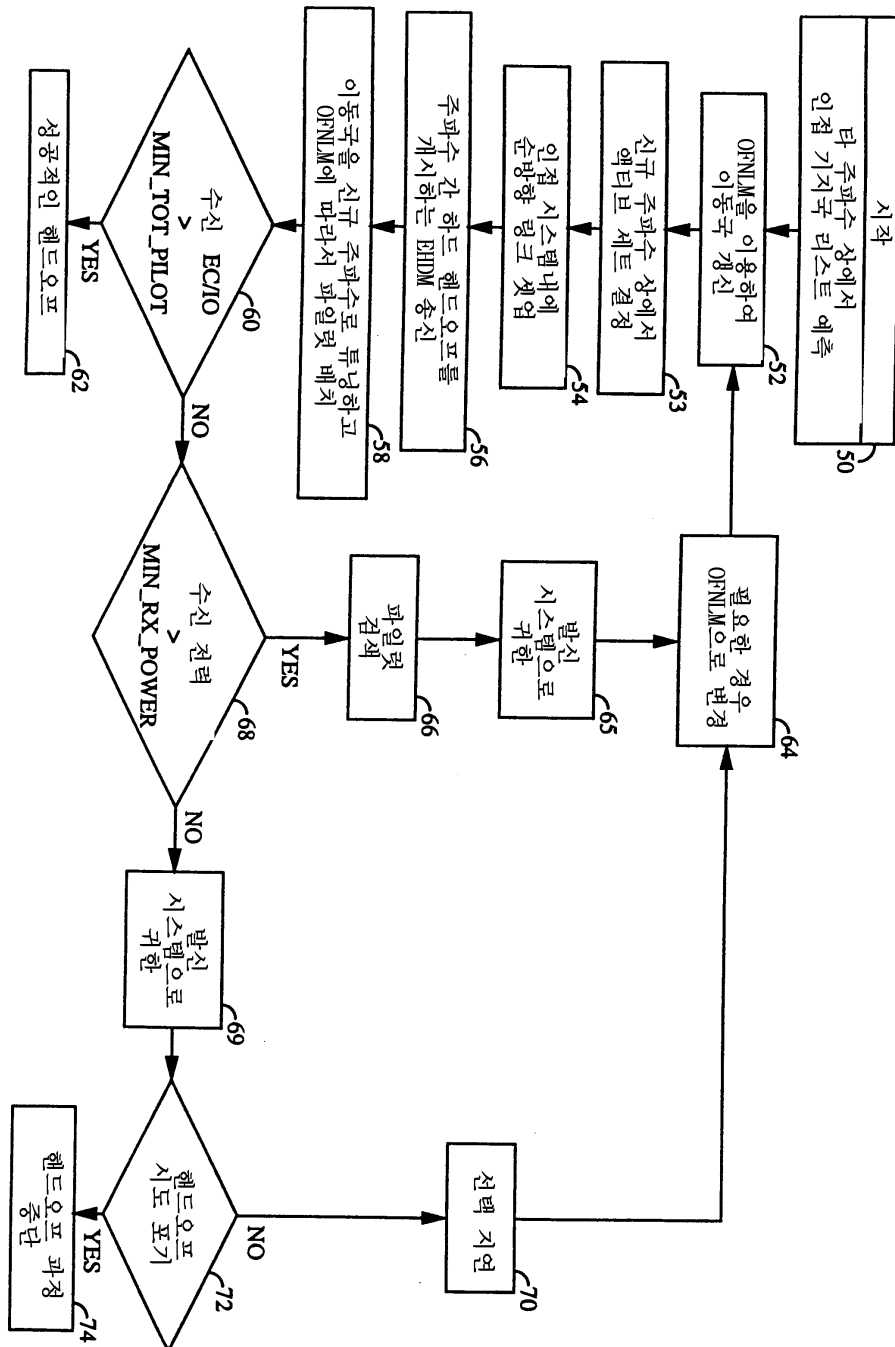 시작
타 주파수 상에서
인접 기지국 리스트 예측
50
OFNLM을 이용하여
이동국 갱신
52
신규 주파수 상에서
액티브 세트 결정
53
인접 시스템내에
순방향 링크 셋업
54
주파수 간 하드 핸드오프를
개시하는 EHDM 송신
56
이동국을 신규 주파수로 튜닝하고
OFNLM에 따라서 파일럿 배치
58
수신 EC/IO
>
MIN_TOT_PILOT
60
YES
성공적인 핸드오프
62
NO
수신 전력
>
MIN_RX_POWER
68
YES
파일럿
검색
66
발신
시스템으로
귀환
65
필요한 경우
OFNLM으로 변경
64
NO
발신
시스템으로
귀환
69
핸드오프
시도 포기
72
NO
선택 지연
70
YES
핸드오프 과정
중단
74